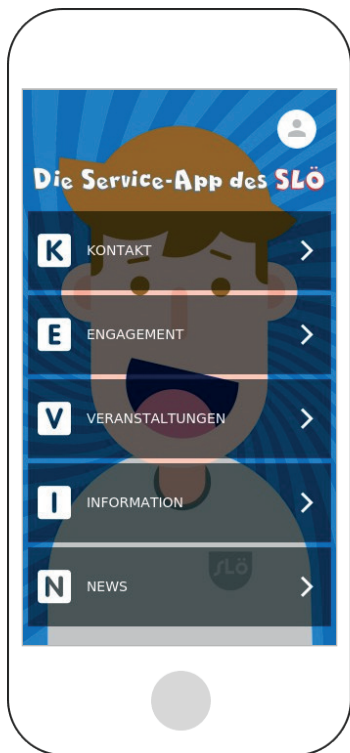 Die Service-App des SLÖ
K KONTAKT
E ENGAGEMENT
V VERANSTALTUNGEN
I INFORMATION
SLö
N NEWS